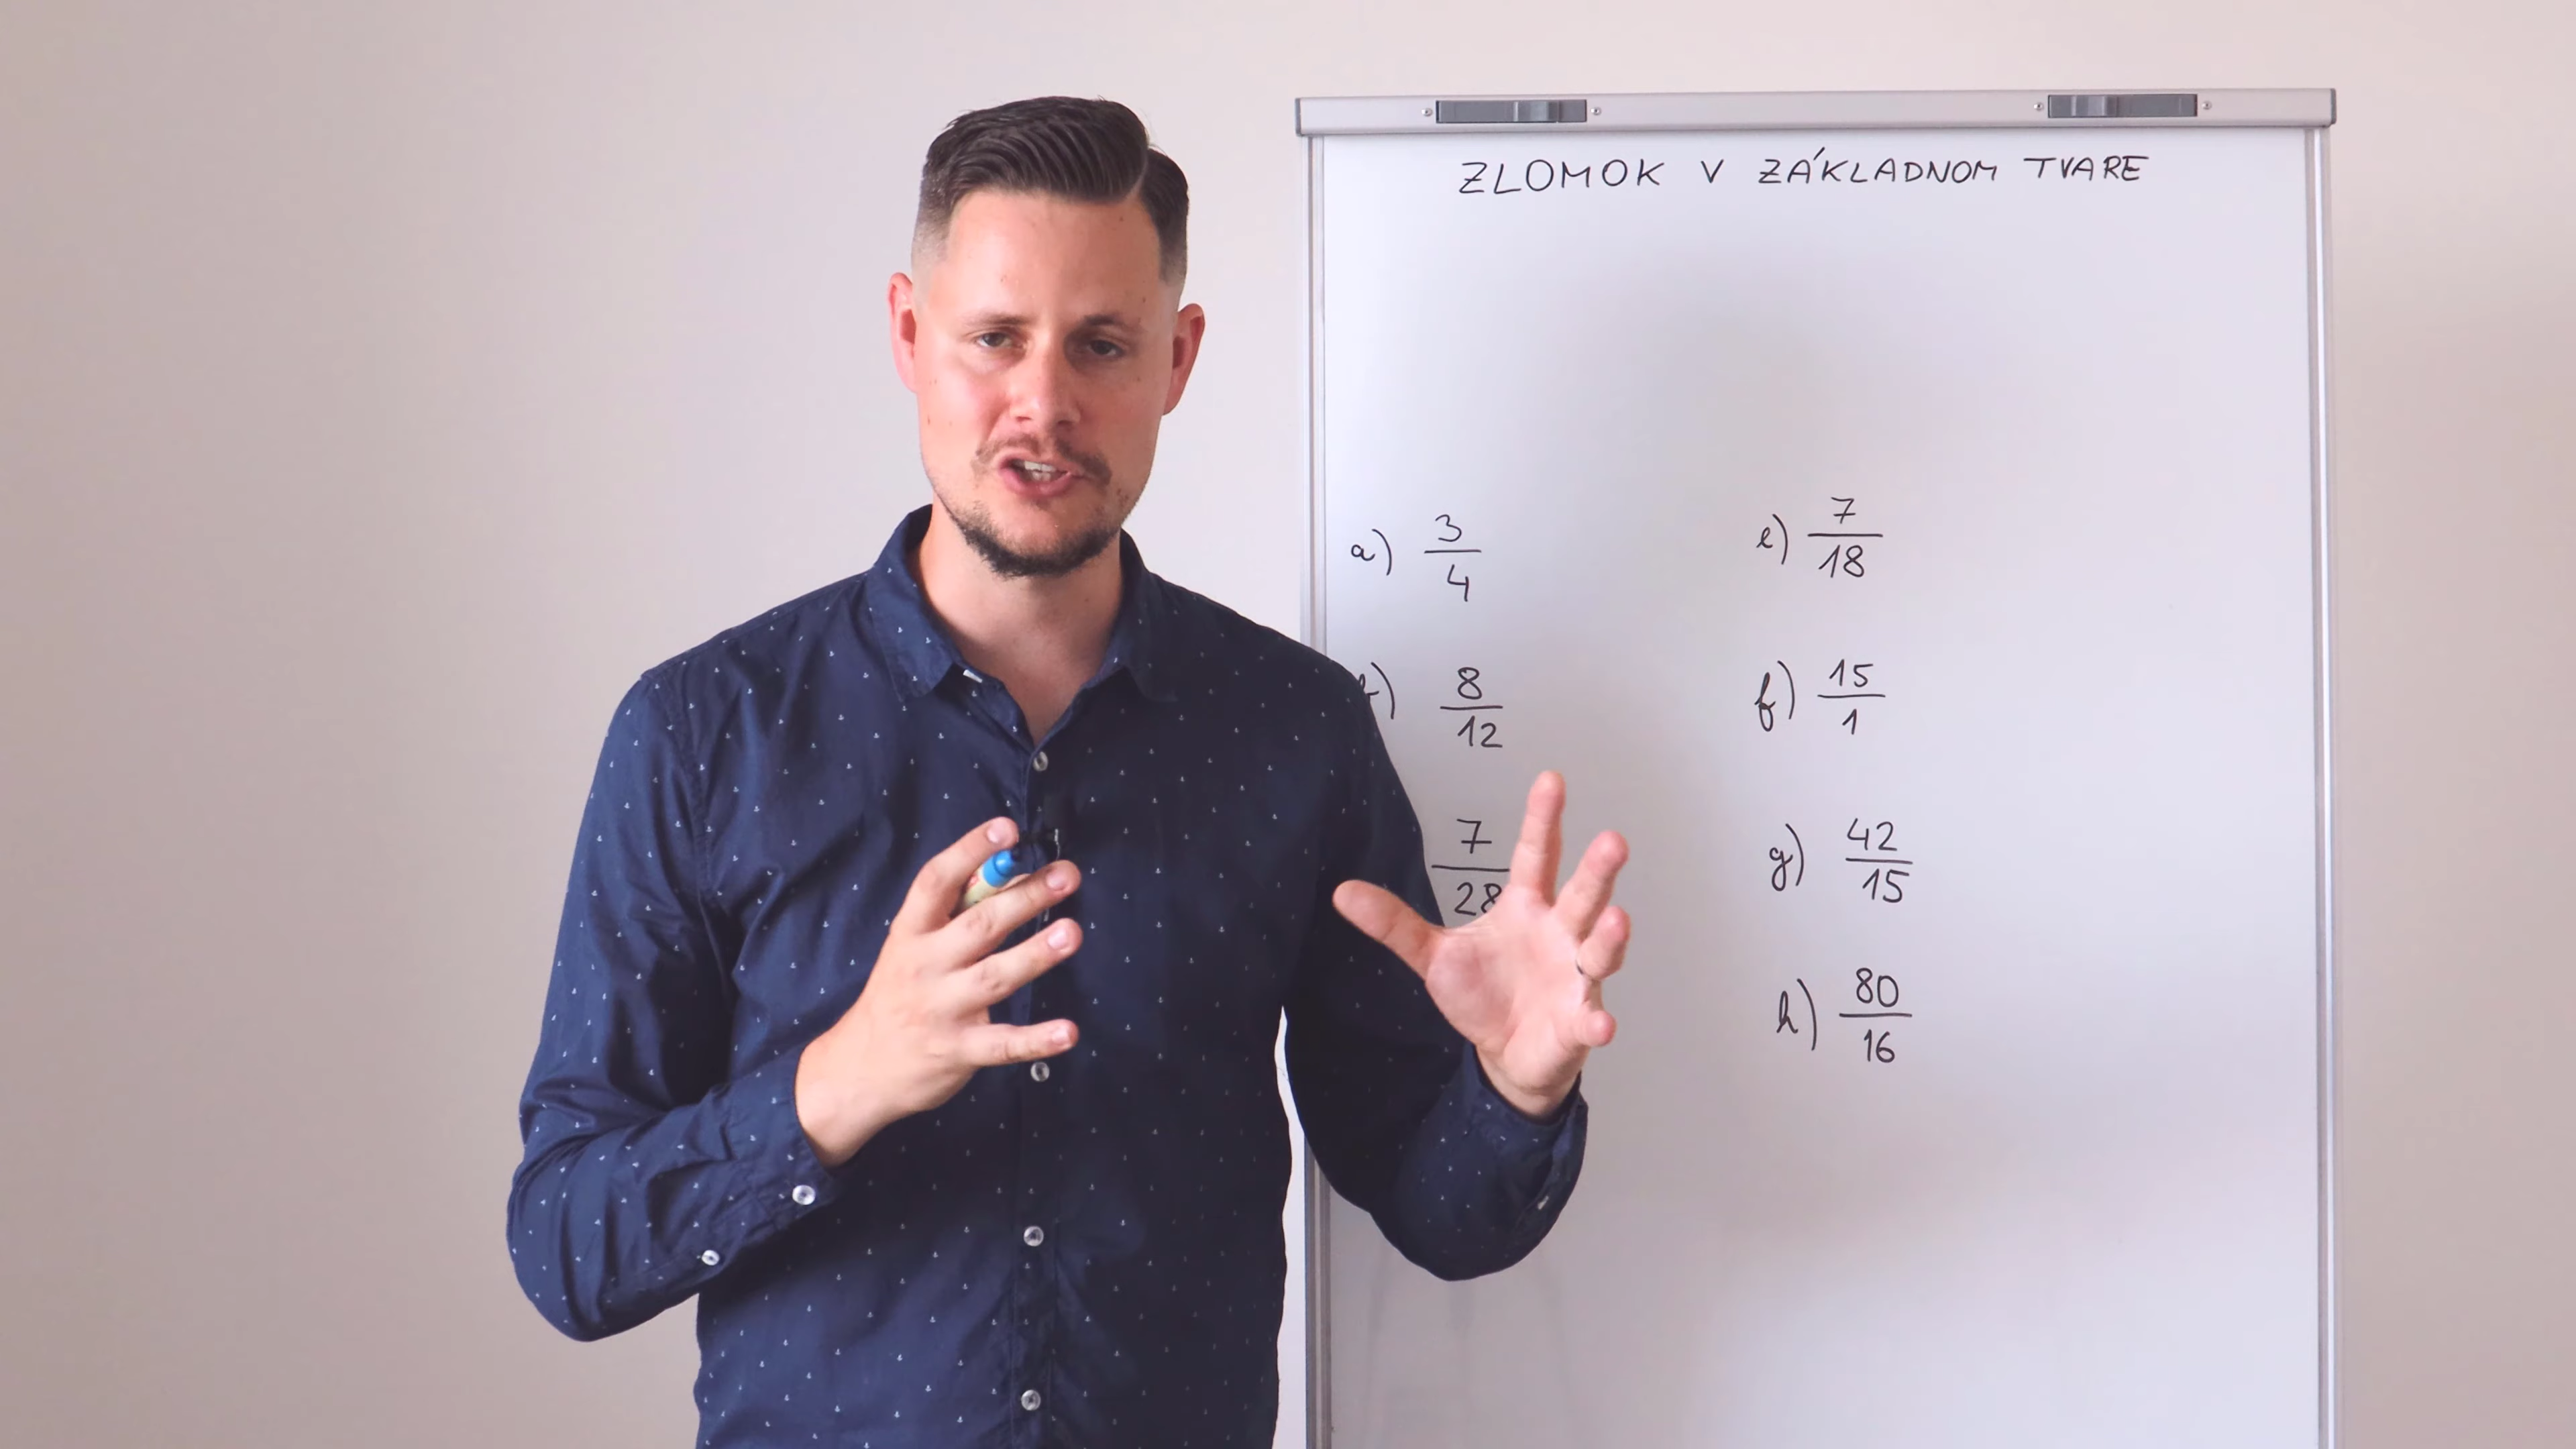 ZLOMOK V ZÁKLADNOM TVARE
a) 3/4
8/12
7/28
e) 7/18
f) 15/1
g) 42/15
h) 80/16